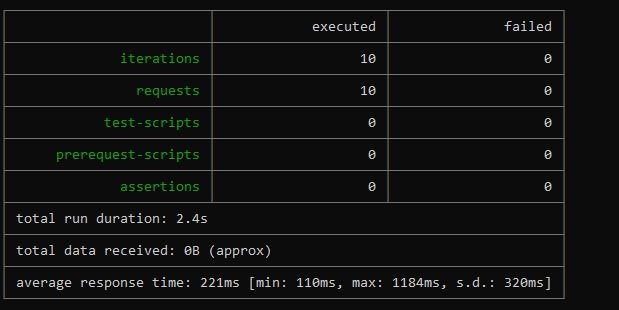 executed failed
iterations 10 0
requests 10 0
test-scripts 0 0
prerequest-scripts 0 0
assertions 0 0
total run duration: 2.4s
total data received: 0B (approx)
average response time: 221ms [min: 110ms, max: 1184ms, s.d.: 320ms]